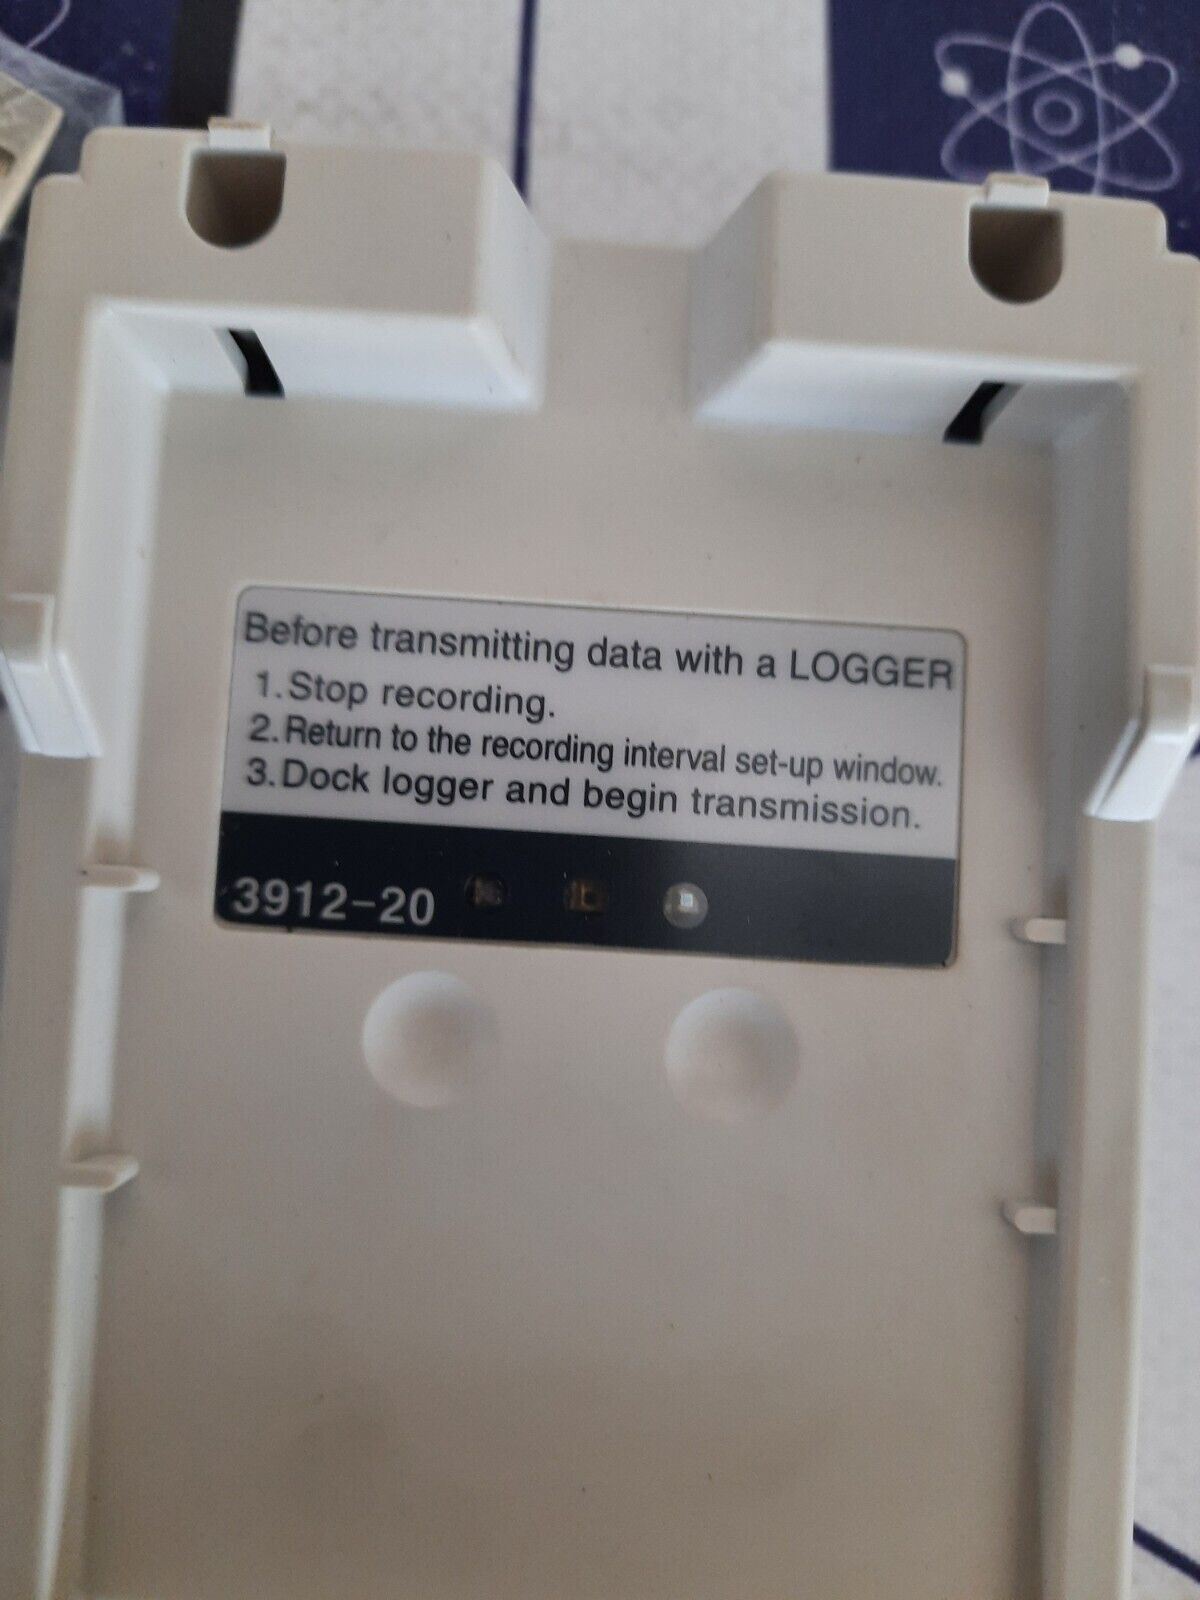 Before transmitting data with a LOGGER
1. Stop recording.
2. Return to the recording interval set-up window.
3. Dock logger and begin transmission.
3912-20